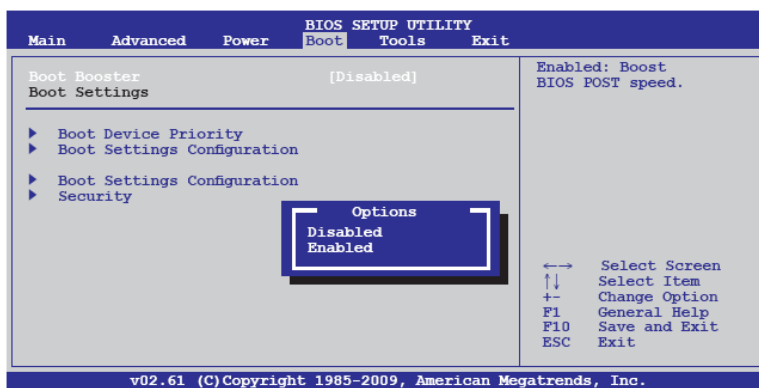 BIOS SETUP UTILITY
Main Advanced Power Boot Tools Exit
Boot Booster [Disabled]
Boot Settings
Boot Device Priority
Boot Settings Configuration
Boot Settings Configuration
Security
Options
Disabled
Enabled
Enabled: Boost
BIOS POST speed.
←→ Select Screen
↑↓ Select Item
+- Change Option
F1 General Help
F10 Save and Exit
ESC Exit
v02.61 (C)Copyright 1985-2009, American Megatrends, Inc.